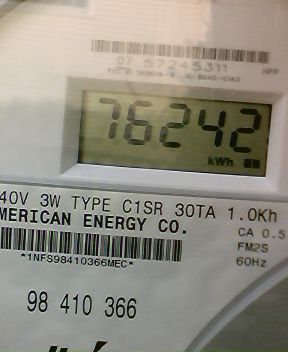 07 57245311
76242
kWh
40V 3W TYPE C1SR 30TA 1.0Kh
MERICAN ENERGY CO.
CA 0.5
FM2S
60Hz
*1NFS98410366MEC*
98 410 366